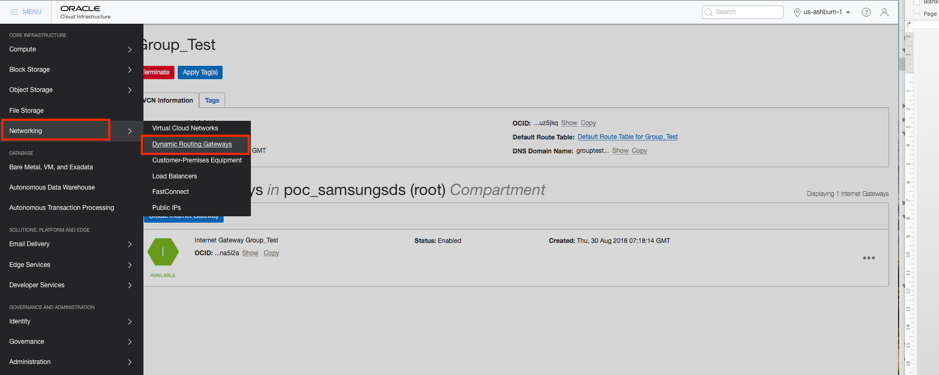 MENU
ORACLE
Cloud Infrastructure
Search
us-ashburn-1
Blank
Page
CORE INFRASTRUCTURE
Compute
Block Storage
Object Storage
File Storage
Networking
DATABASE
Bare Metal, VM, and Exadata
Autonomous Data Warehouse
Autonomous Transaction Processing
SOLUTIONS, PLATFORM AND EDGE
Email Delivery
Edge Services
Developer Services
GOVERNANCE AND ADMINISTRATION
Identity
Governance
Administration
Virtual Cloud Networks
Dynamic Routing Gateways
Customer-Premises Equipment
Load Balancers
FastConnect
Public IPs
Group_Test
Terminate
Apply Tag(s)
VCN Information
Tags
GMT
OCID: ...uz5jkq Show Copy
Default Route Table: Default Route Table for Group_Test
DNS Domain Name: grouptest... Show Copy
in poc_samsungsds (root) Compartment
Displaying 1 Internet Gateways
Create Internet Gateway
I
AVAILABLE
Internet Gateway Group_Test
OCID: ...na5l2a Show Copy
Status: Enabled
Created: Thu, 30 Aug 2018 07:18:14 GMT